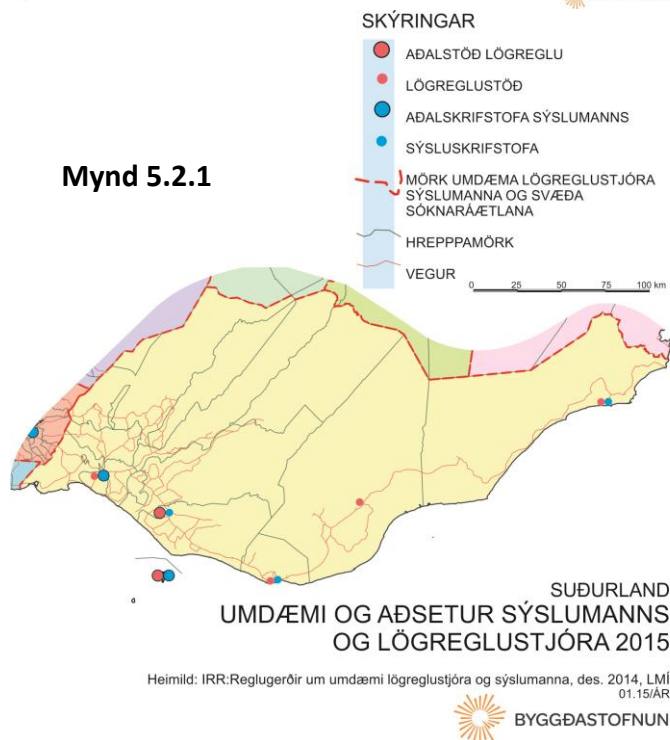 SKÝRINGAR
AÐALSTÖÐ LÖGREGLU
LÖGREGLUSTÖÐ
AÐALSKRIFSTOFA SÝSLUMANNS
SÝSLUSKRIFSTOFA
Mynd 5.2.1
MÖRK UMDÆMA LÖGREGLUSTJÓRA
SÝSLUMANNA OG SVÆÐA
SÓKNARÁÆTLANA
HREPPPAMÖRK
VEGUR
0 25 50 75 100 km
SUÐURLAND
UMDÆMI OG AÐSETUR SÝSLUMANNS
OG LÖGREGLUSTJÓRA 2015
Heimild: IRR:Reglugerðir um umdæmi lögreglustjóra og sýslumanna, des. 2014, LMÍ
01.15/ÁR
BYGGÐASTOFNUN